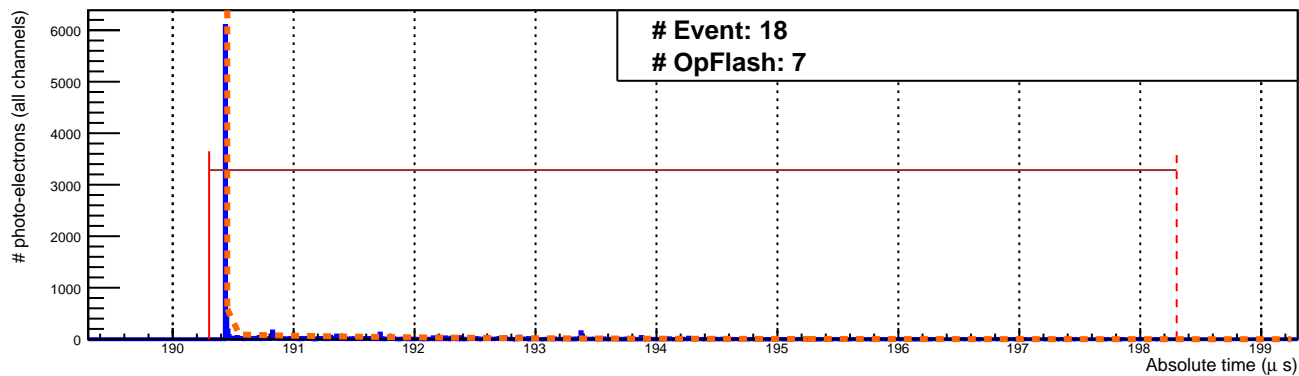 # Event: 18
# OpFlash: 7
# photo-electrons (all channels)
6000
5000
4000
3000
2000
1000
0
190 191 192 193 194 195 196 197 198 199
Absolute time (μ s)